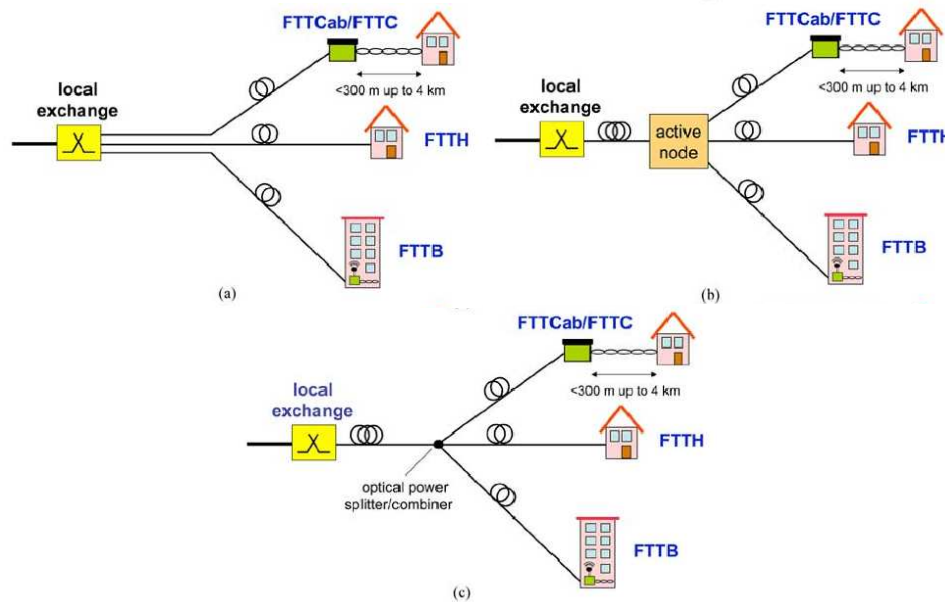 FTTCab/FTTC
<300 m up to 4 km
local
exchange
FTTH
FTTB
(a)
FTTCab/FTTC
<300 m up to 4 km
local
exchange
active
node
FTTH
FTTB
(b)
FTTCab/FTTC
<300 m up to 4 km
local
exchange
FTTH
optical power
splitter/combiner
FTTB
(c)